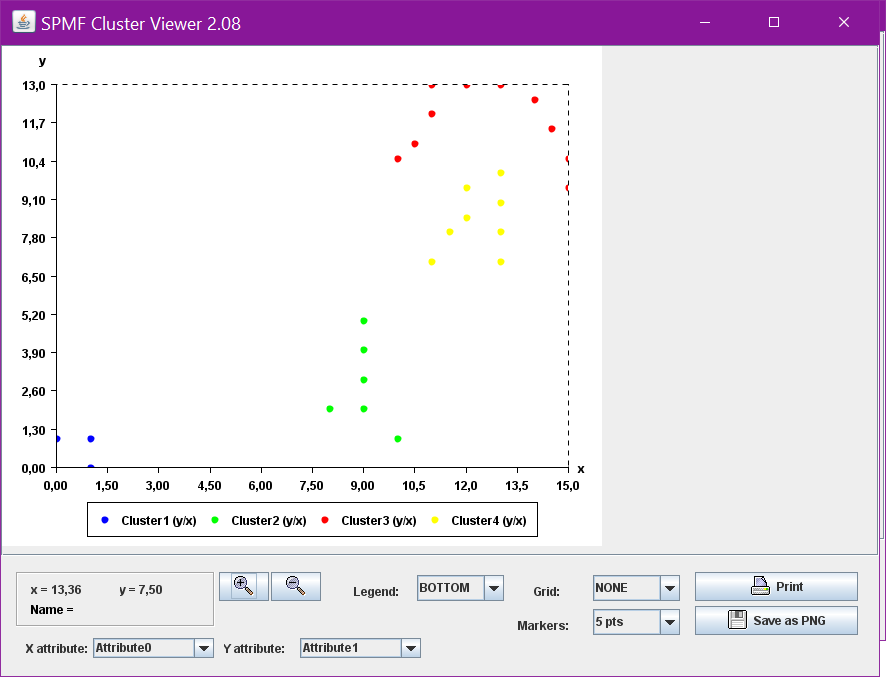 SPMF Cluster Viewer 2.08
y
13,0
11,7
10,4
9,10
7,80
6,50
5,20
3,90
2,60
1,30
0,00
x
0,00 1,50 3,00 4,50 6,00 7,50 9,00 10,5 12,0 13,5 15,0
Cluster1 (y/x) Cluster2 (y/x) Cluster3 (y/x) Cluster4 (y/x)
x = 13,36 y = 7,50
Name =
Legend: BOTTOM
Grid: NONE
Print
Markers: 5 pts
Save as PNG
X attribute: Attribute0 Y attribute: Attribute1